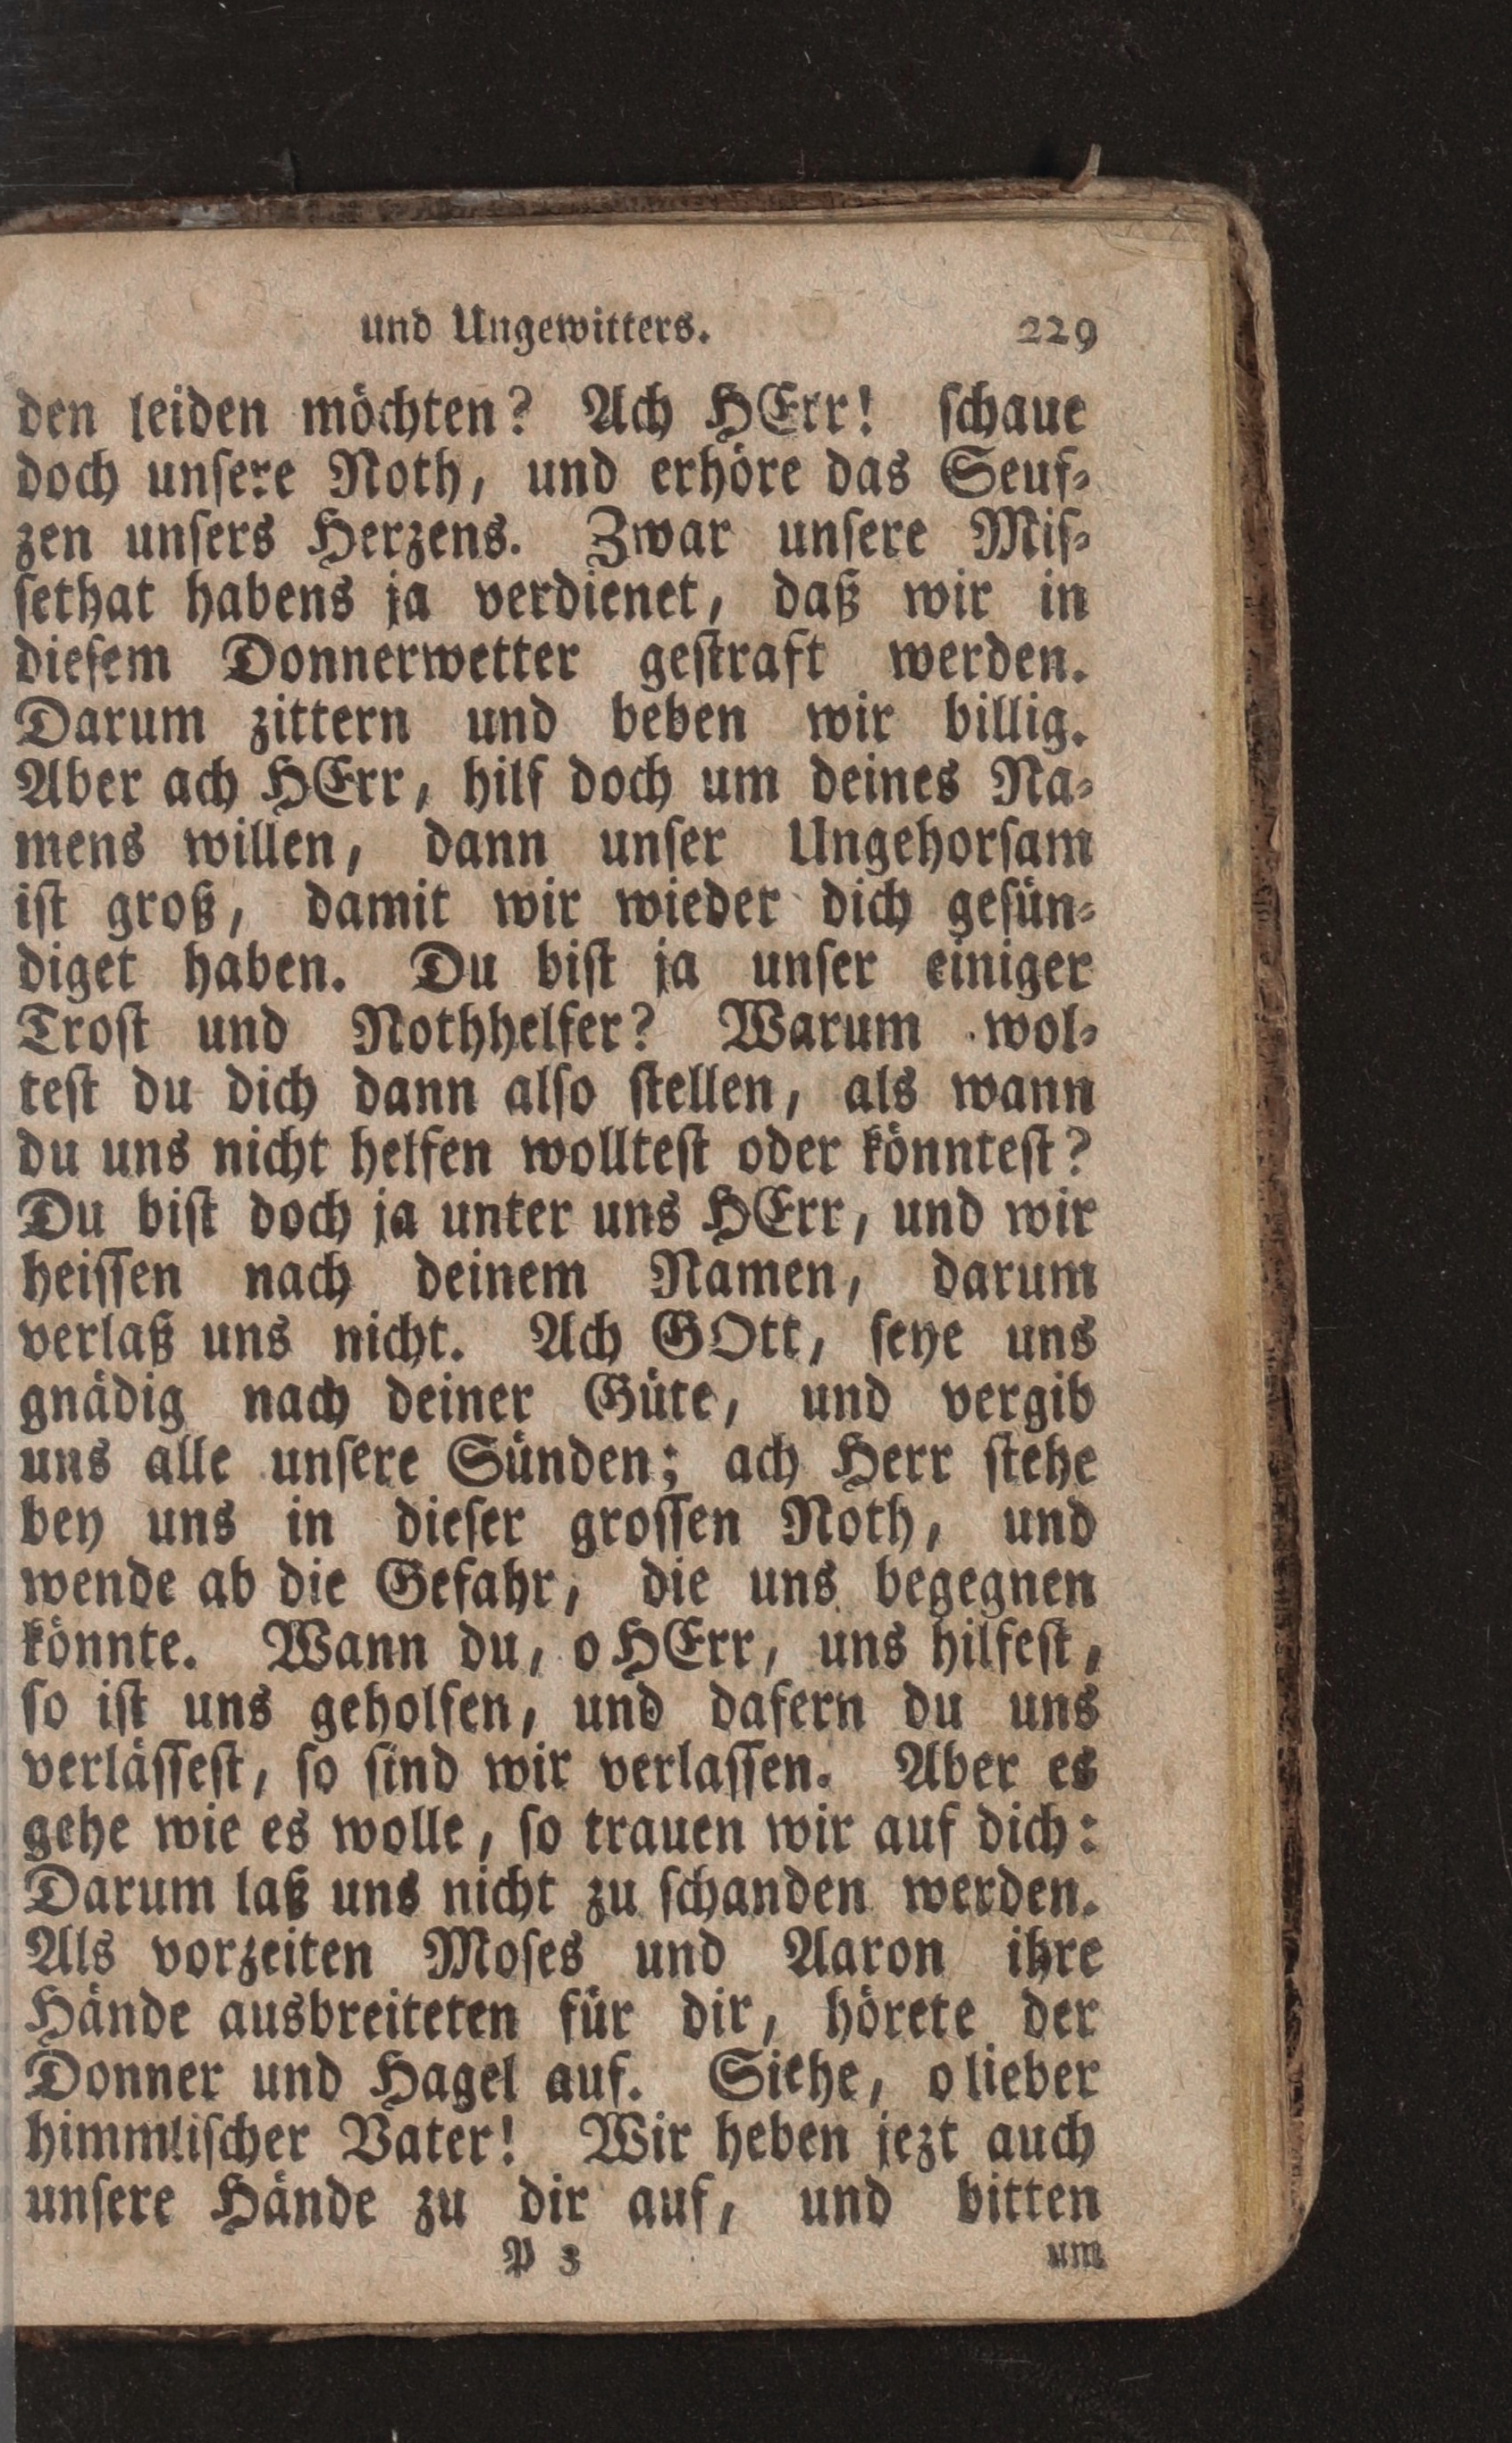 und Ungewitters. 229
den leiden möchten? Ach HErr! ſchaue
doch unſere Noth, und erhöre das Seuf⸗
zen unſers Herzens. Zwar unſere Miſ⸗
ſethat habens ja verdienet, daß wir in
dieſem Donnerwetter geſtraft werden.
Darum zittern und beben wir billig.
Aber ach HErr, hilf doch um deines Na⸗
mens willen, dann unſer Ungehorſam
iſt groß, damit wir wieder dich geſün⸗
diget haben. Du biſt ja unſer einiger
Troſt und Nothhelfer? Warum wol⸗
teſt du dich dann alſo ſtellen, als wann
du uns nicht helfen wollteſt oder könnteſt?
Du biſt doch ja unter uns HErr, und wir
heiſſen nach deinem Namen, darum
verlaß uns nicht. Ach GOtt, ſeye uns
gnädig nach deiner Güte, und vergib
uns alle unſere Sünden; ach Herr ſtehe
bey uns in dieſer groſſen Noth, und
wende ab die Gefahr, die uns begegnen
könnte. Wann du, o HErr, uns hilfeſt,
ſo iſt uns geholfen, und dafern du uns
verläſſeſt, ſo ſind wir verlaſſen. Aber es
gehe wie es wolle, ſo trauen wir auf dich:
Darum laß uns nicht zu ſchanden werden.
Als vorzeiten Moſes und Aaron ihre
Hände ausbreiteten für dir, hörete der
Donner und Hagel auf. Siehe, o lieber
himmliſcher Vater! Wir heben jezt auch
unſere Hände zu dir auf, und bitten
P 3 um